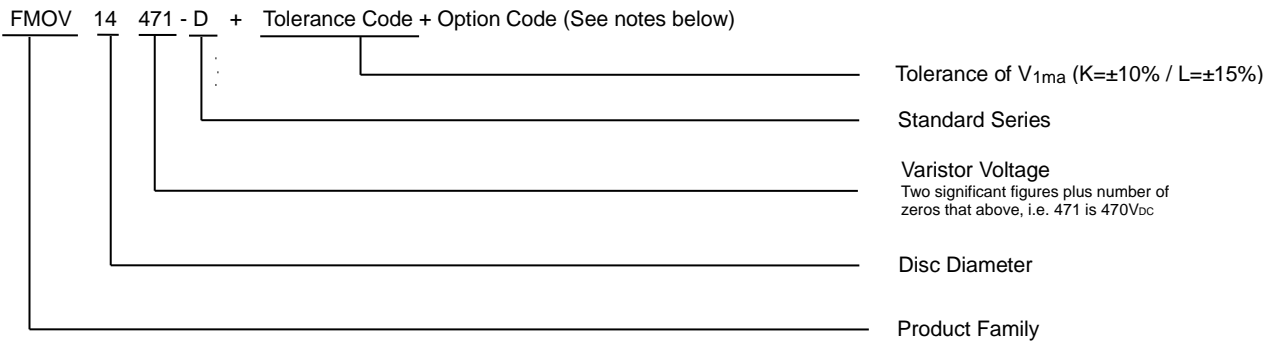 FMOV 14 471 - D + Tolerance Code + Option Code (See notes below)
Tolerance of V1ma (K=±10% / L=±15%)
Standard Series
Varistor Voltage
Two significant figures plus number of
zeros that above, i.e. 471 is 470VDC
Disc Diameter
Product Family